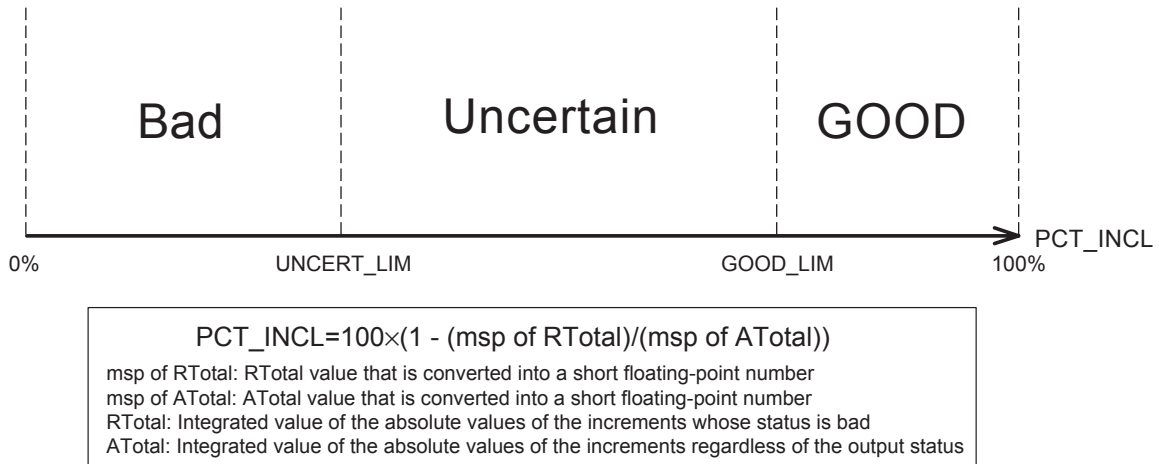 Bad
Uncertain
GOOD
PCT_INCL
0%
UNCERT_LIM
GOOD_LIM
100%
PCT_INCL=100×(1 - (msp of RTotal)/(msp of ATotal))
msp of RTotal: RTotal value that is converted into a short floating-point number
msp of ATotal: ATotal value that is converted into a short floating-point number
RTotal: Integrated value of the absolute values of the increments whose status is bad
ATotal: Integrated value of the absolute values of the increments regardless of the output status